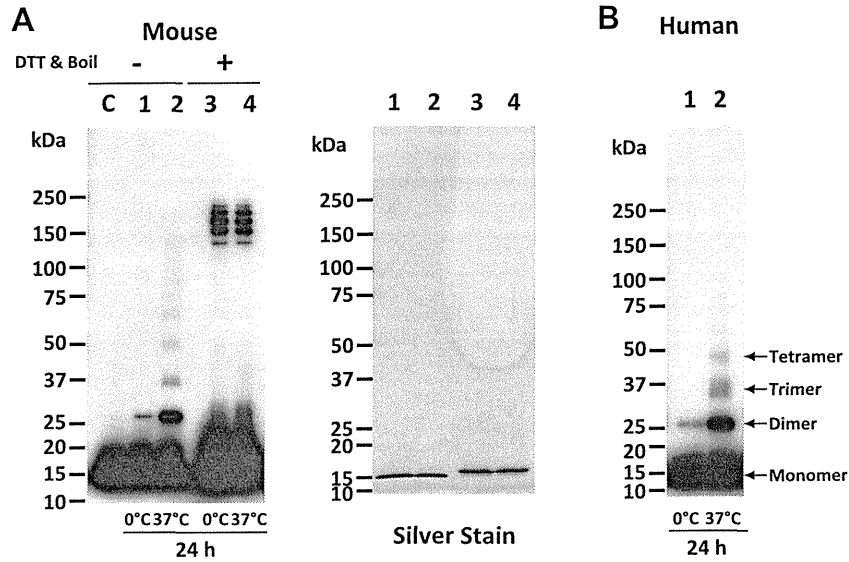 A
Mouse
DTT & Boil - +
C 1 2 3 4
kDa
250
150
100
75
50
37
25
20
15
10
0°C 37°C 0°C 37°C
24 h
1 2 3 4
kDa
250
150
100
75
50
37
25
20
15
10
Silver Stain
B
Human
1 2
kDa
250
150
100
75
50
37
25
20
15
10
Tetramer
Trimer
Dimer
Monomer
0°C 37°C
24 h